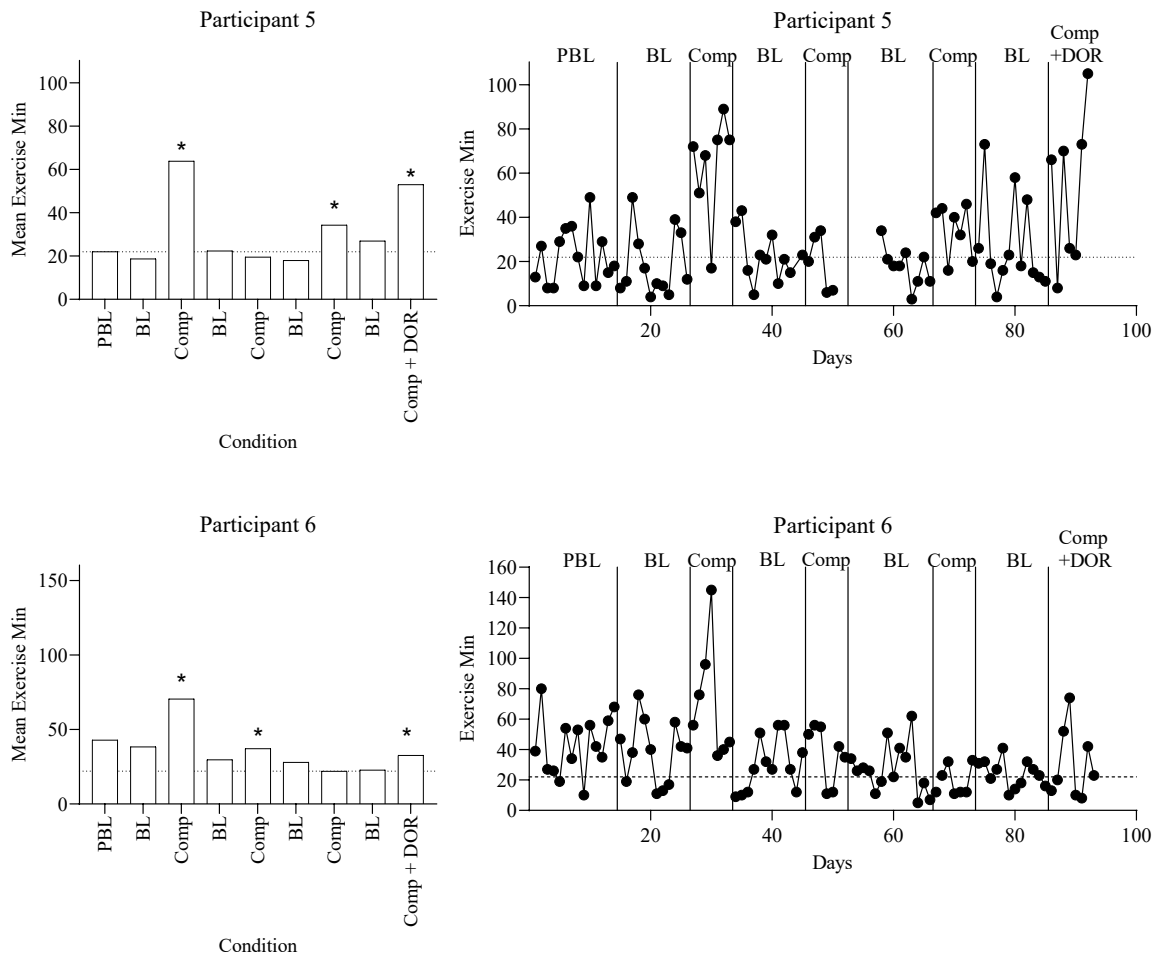 Participant 5
Mean Exercise Min
100
80
60
40
20
0
*
*
*
PBL
BL
Comp
BL
Comp
BL
Comp
BL
Comp + DOR
Condition
Participant 5
PBL BL Comp BL Comp BL Comp BL Comp +DOR
Exercise Min
100
80
60
40
20
0
20 40 60 80 100
Days
Participant 6
Mean Exercise Min
150
100
50
0
*
*
*
PBL
BL
Comp
BL
Comp
BL
Comp
BL
Comp + DOR
Condition
Participant 6
PBL BL Comp BL Comp BL Comp BL Comp +DOR
Exercise Min
160
140
120
100
80
60
40
20
0
20 40 60 80 100
Days